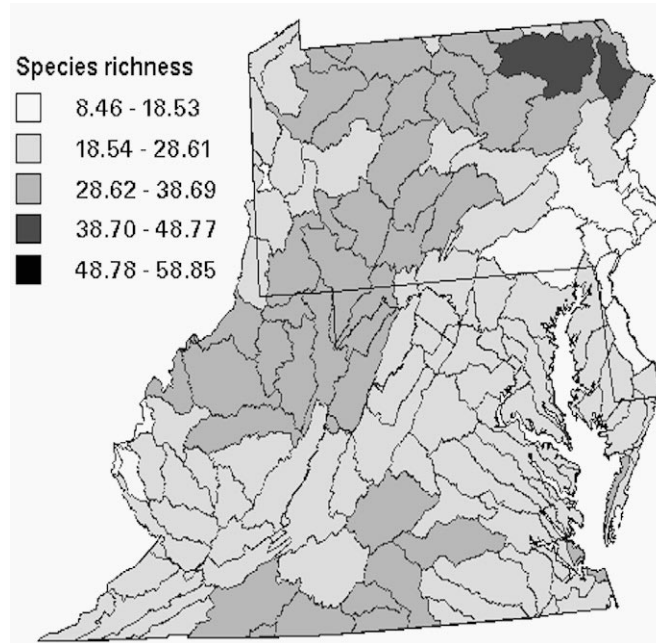 Species richness
8.46 - 18.53
18.54 - 28.61
28.62 - 38.69
38.70 - 48.77
48.78 - 58.85